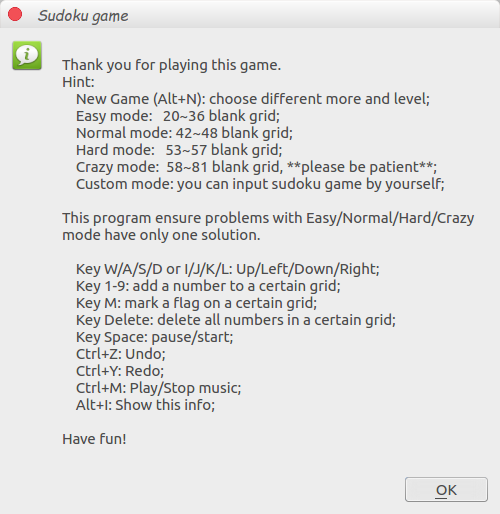 Sudoku game
Thank you for playing this game.
Hint:
New Game (Alt+N): choose different more and level;
Easy mode: 20~36 blank grid;
Normal mode: 42~48 blank grid;
Hard mode: 53~57 blank grid;
Crazy mode: 58~81 blank grid, **please be patient**;
Custom mode: you can input sudoku game by yourself;
This program ensure problems with Easy/Normal/Hard/Crazy
mode have only one solution.
Key W/A/S/D or I/J/K/L: Up/Left/Down/Right;
Key 1-9: add a number to a certain grid;
Key M: mark a flag on a certain grid;
Key Delete: delete all numbers in a certain grid;
Key Space: pause/start;
Ctrl+Z: Undo;
Ctrl+Y: Redo;
Ctrl+M: Play/Stop music;
Alt+I: Show this info;
Have fun!
OK